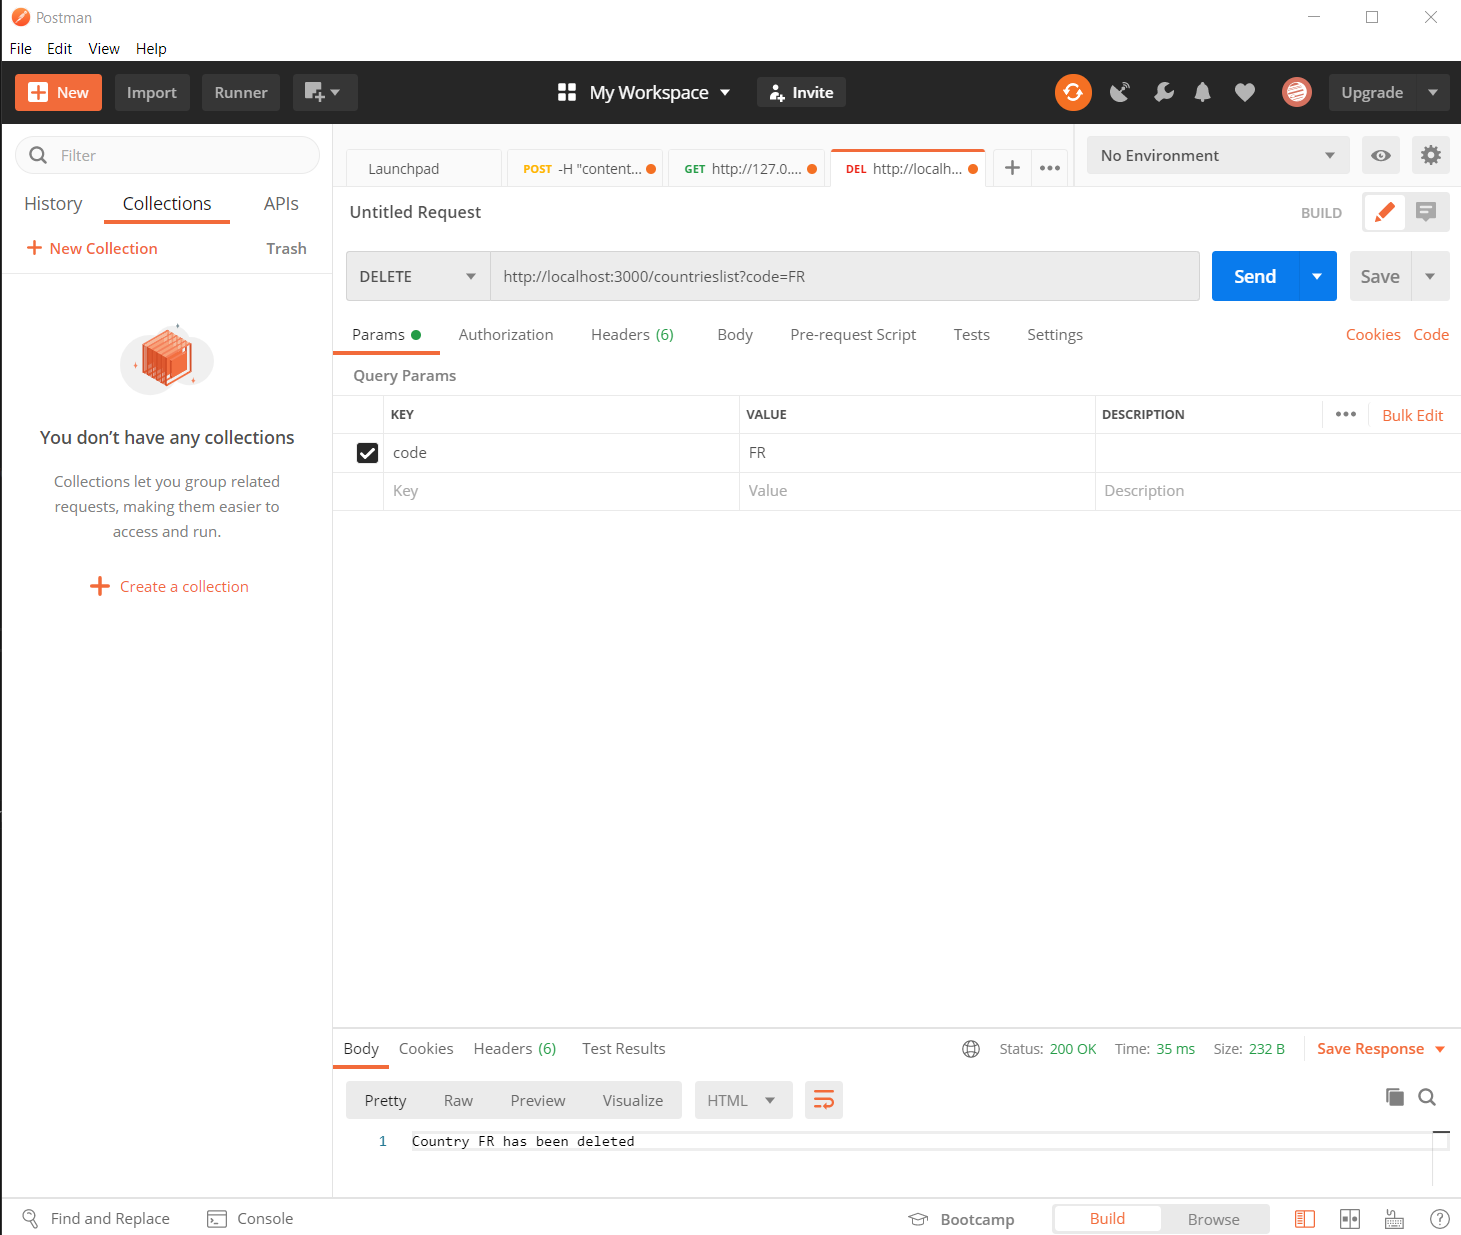 Postman
File Edit View Help
New Import Runner My Workspace Invite Upgrade
Filter
History Collections APIs
New Collection Trash
You don’t have any collections
Collections let you group related
requests, making them easier to
access and run.
Create a collection
Launchpad POST -H "content... GET http://127.0.... DEL http://localh... No Environment
Untitled Request BUILD
DELETE http://localhost:3000/countrieslist?code=FR Send Save
Params Authorization Headers (6) Body Pre-request Script Tests Settings Cookies Code
Query Params
KEY VALUE DESCRIPTION Bulk Edit
code FR
Key Value Description
Body Cookies Headers (6) Test Results Status: 200 OK Time: 35 ms Size: 232 B Save Response
Pretty Raw Preview Visualize HTML
1 Country FR has been deleted
Find and Replace Console Bootcamp Build Browse